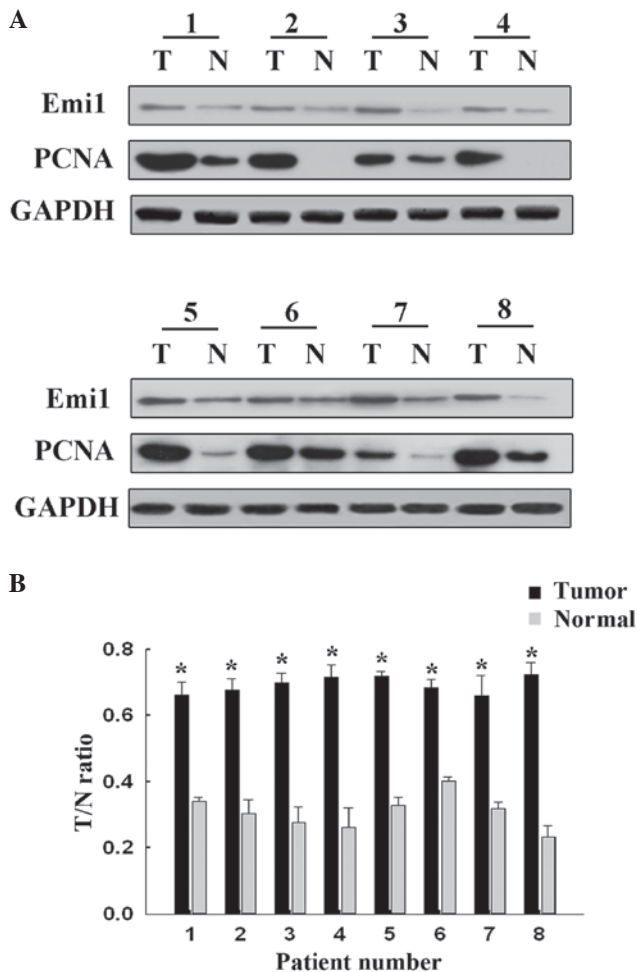 A
1 2 3 4
T N T N T N T N
Emi1
PCNA
GAPDH
5 6 7 8
T N T N T N T N
Emi1
PCNA
GAPDH
B
Tumor
Normal
0.8
0.6
0.4
0.2
0.0
T/N ratio
* * * * * * * *
1 2 3 4 5 6 7 8
Patient number